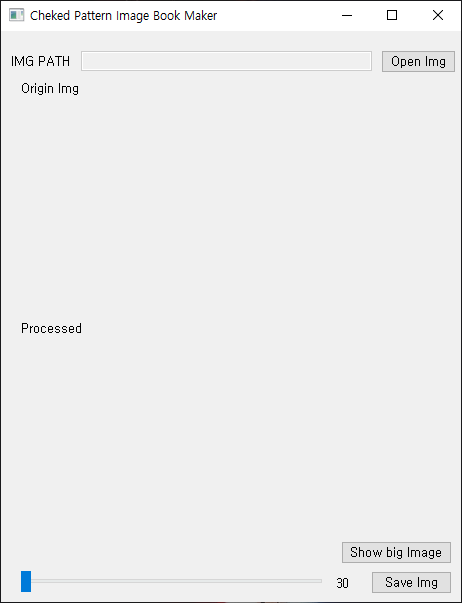 Cheked Pattern Image Book Maker
IMG PATH Open Img
Origin Img
Processed
Show big Image
30 Save Img